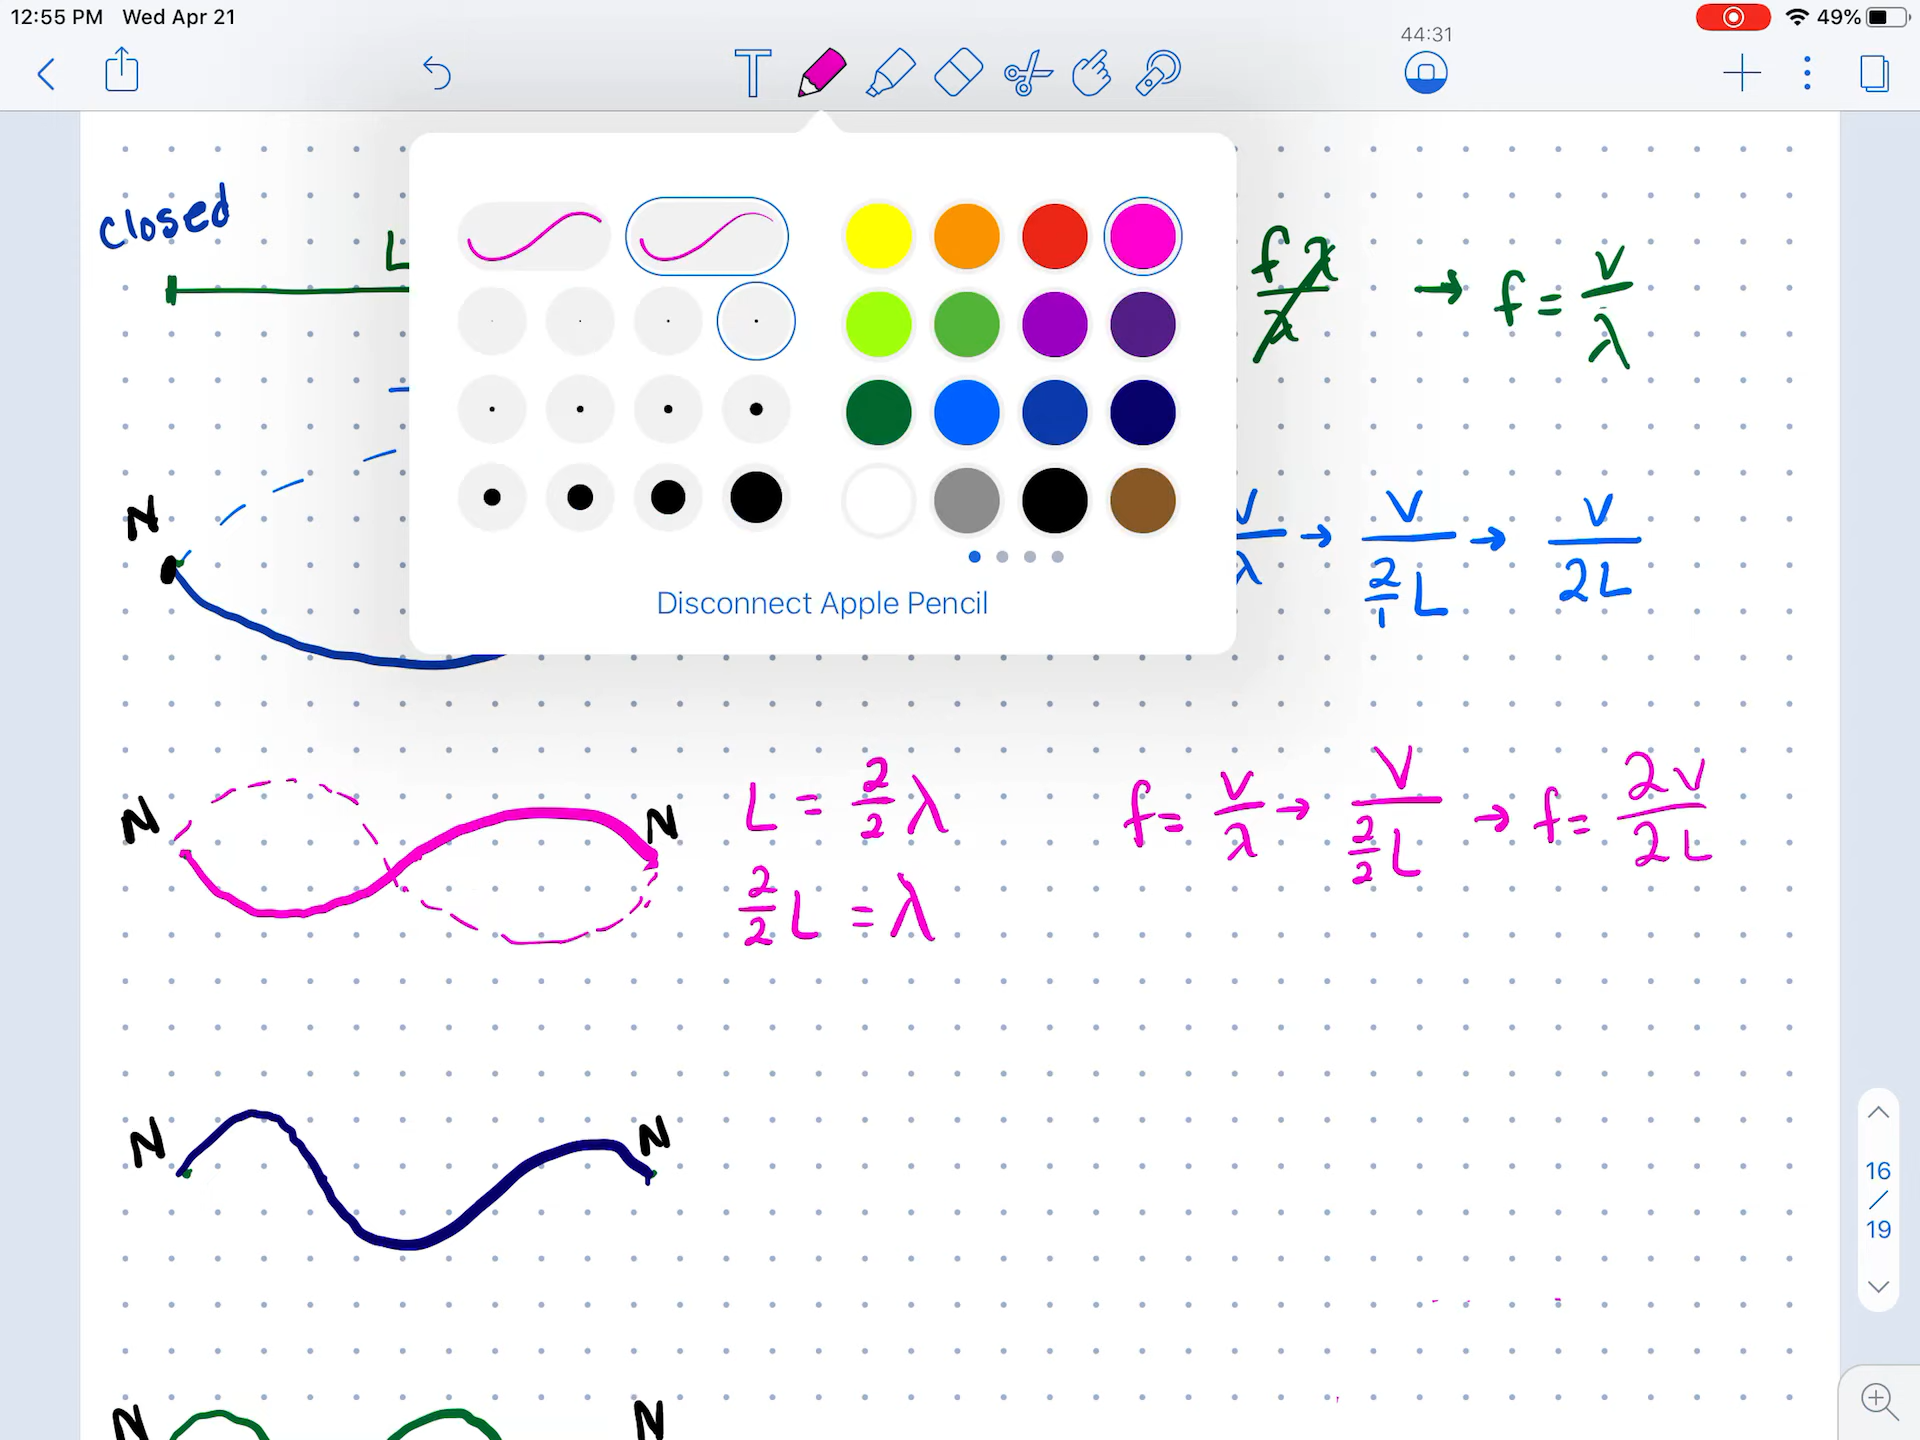 12:55 PM Wed Apr 21
49%
44:31
T
closed
L
fλ/λ → f = v/λ
N
v/λ → v/(2/1 L) → v/2L
Disconnect Apple Pencil
N N L = 2/2 λ f = v/λ → v/(2/2 L) → f = 2v/2L
2/2 L = λ
N N
16
/
19
N N